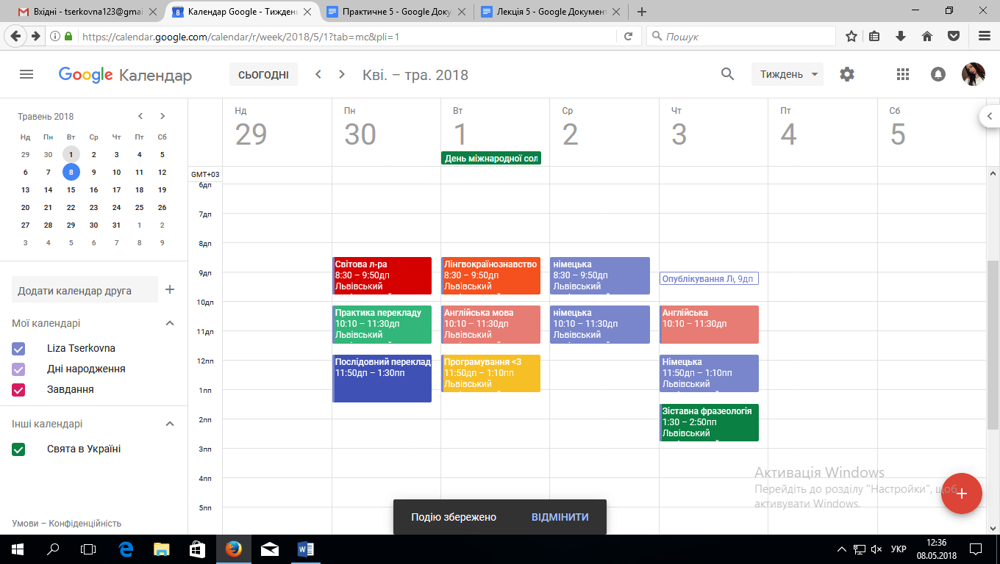 Вхідні - tserkovna123@gmai
Календар Google - Тижден
Практичне 5 - Google Доку
Лекція 5 - Google Документ
https://calendar.google.com/calendar/r/week/2018/5/1?tab=mc&pli=1
Пошук
Google Календар
СЬОГОДНІ
Кві. – тра. 2018
Тиждень
Травень 2018
Нд Пн Вт Ср Чт Пт Сб
29 30 1 2 3 4 5
6 7 8 9 10 11 12
13 14 15 16 17 18 19
20 21 22 23 24 25 26
27 28 29 30 31 1 2
3 4 5 6 7 8 9
Додати календар друга
Мої календарі
Liza Tserkovna
Дні народження
Завдання
Інші календарі
Свята в Україні
Умови – Конфіденційність
Нд Пн Вт Ср Чт Пт Сб
29 30 1 2 3 4 5
День міжнародної сол
GMT+03
6дп
7дп
8дп
9дп
10дп
11дп
12пп
1пп
2пп
3пп
4пп
5пп
Світова л-ра
8:30 – 9:50дп
Львівський
Практика перекладу
10:10 – 11:30дп
Львівський
Послідовний переклад
11:50дп – 1:30пп
Лінгвокраїнознавство
8:30 – 9:50дп
Львівський
Англійська мова
10:10 – 11:30дп
Львівський
Програмування <3
11:50дп – 1:10пп
Львівський
німецька
8:30 – 9:50дп
Львівський
німецька
10:10 – 11:30дп
Львівський
Опублікування 9дп
Англійська
10:10 – 11:30дп
Німецька
11:50дп – 1:10пп
Львівський
Зіставна фразеологія
1:30 – 2:50пп
Львівський
Активація Windows
Перейдіть до розділу "Настройки", щоб
активувати Windows.
Подію збережено
ВІДМІНИТИ
УКР
12:36
08.05.2018